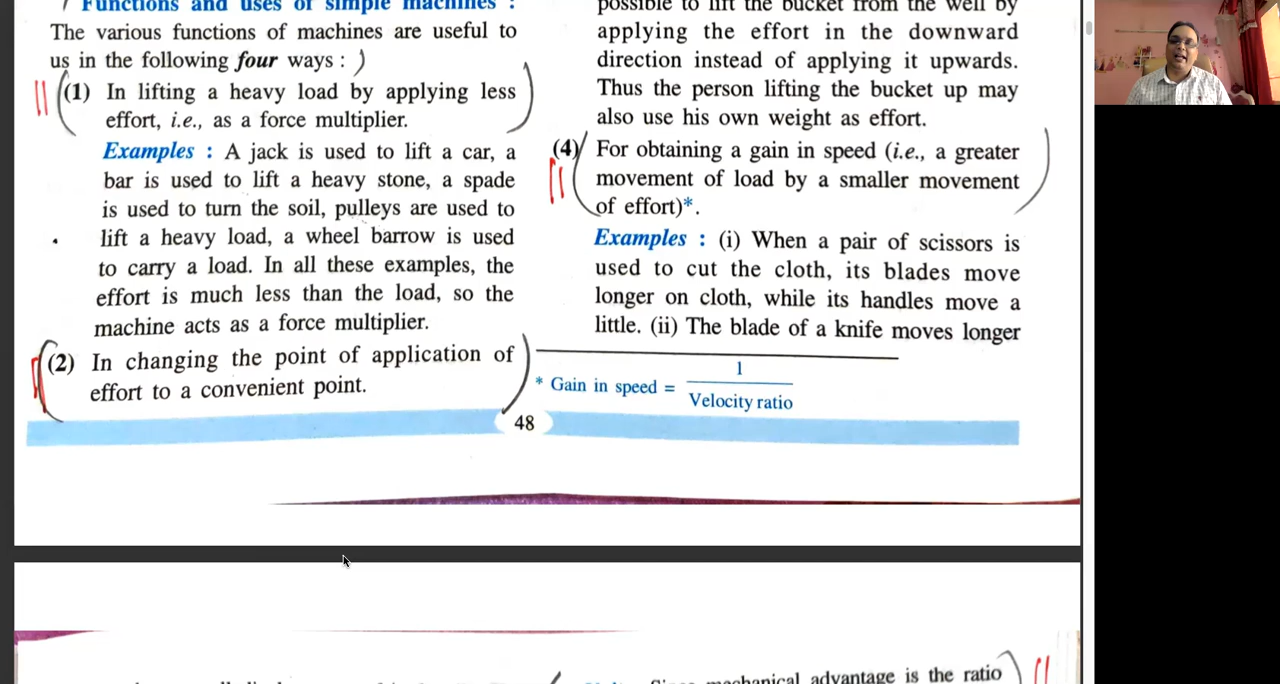 Functions and uses of simple machines :
The various functions of machines are useful to
us in the following four ways :
(1) In lifting a heavy load by applying less
effort, i.e., as a force multiplier.
Examples : A jack is used to lift a car, a
bar is used to lift a heavy stone, a spade
is used to turn the soil, pulleys are used to
lift a heavy load, a wheel barrow is used
to carry a load. In all these examples, the
effort is much less than the load, so the
machine acts as a force multiplier.
(2) In changing the point of application of
effort to a convenient point.
possible to lift the bucket from the well by
applying the effort in the downward
direction instead of applying it upwards.
Thus the person lifting the bucket up may
also use his own weight as effort.
(4) For obtaining a gain in speed (i.e., a greater
movement of load by a smaller movement
of effort)*.
Examples : (i) When a pair of scissors is
used to cut the cloth, its blades move
longer on cloth, while its handles move a
little. (ii) The blade of a knife moves longer
* Gain in speed = 1
Velocity ratio
48
mechanical advantage is the ratio